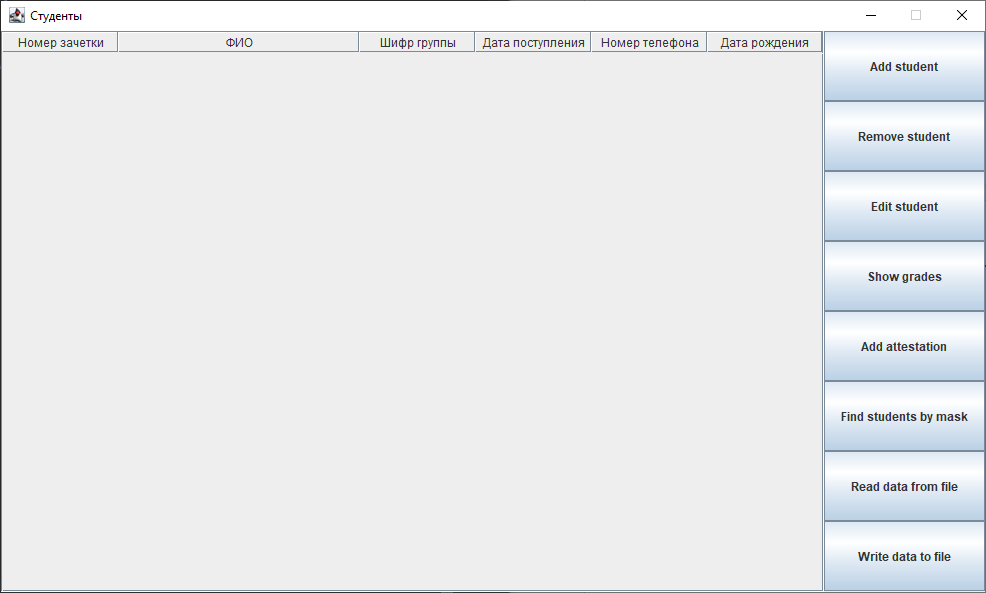 Студенты
Номер зачетки ФИО Шифр группы Дата поступления Номер телефона Дата рождения
Add student
Remove student
Edit student
Show grades
Add attestation
Find students by mask
Read data from file
Write data to file